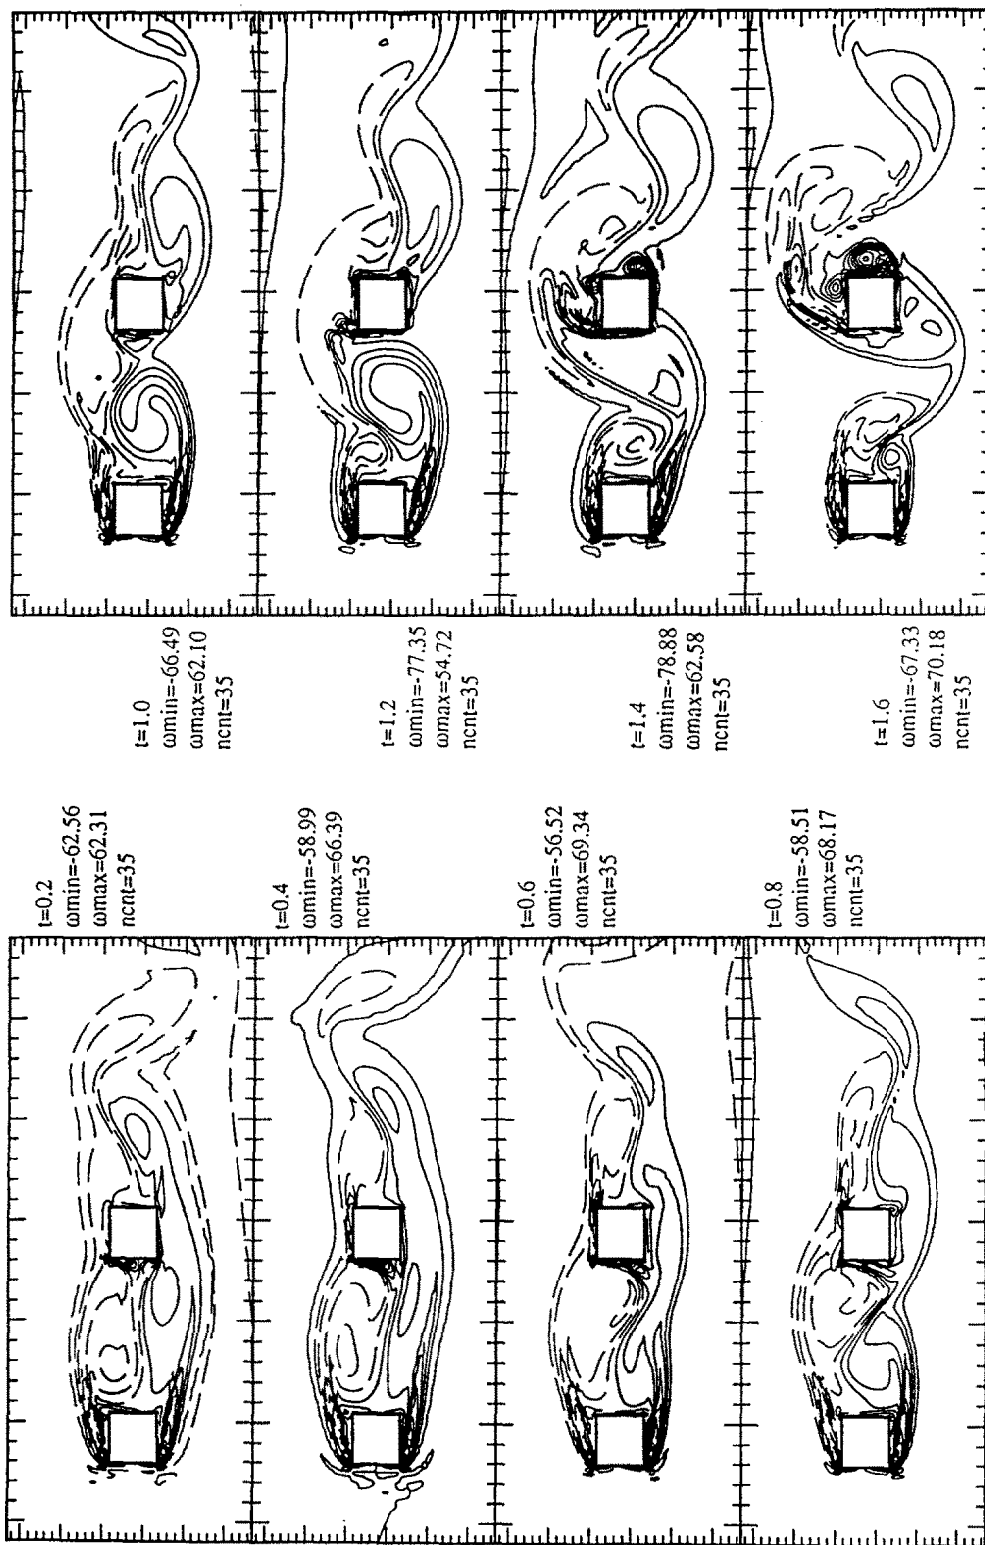 t=0.2
ωmin=-62.56
ωmax=62.31
ncnt=35
t=0.4
ωmin=-58.99
ωmax=66.39
ncnt=35
t=0.6
ωmin=-56.52
ωmax=69.34
ncnt=35
t=0.8
ωmin=-58.51
ωmax=68.17
ncnt=35
t=1.0
ωmin=-66.49
ωmax=62.10
ncnt=35
t=1.2
ωmin=-77.35
ωmax=54.72
ncnt=35
t=1.4
ωmin=-78.88
ωmax=62.58
ncnt=35
t=1.6
ωmin=-67.33
ωmax=70.18
ncnt=35